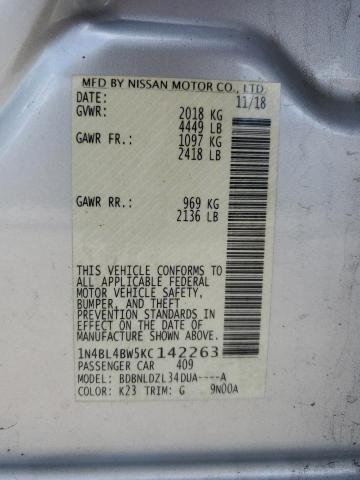 MFD BY NISSAN MOTOR CO., LTD.
DATE: 11/18
GVWR: 2018 KG
4449 LB
GAWR FR: 1097 KG
2418 LB
GAWR RR: 969 KG
2136 LB
THIS VEHICLE CONFORMS TO
ALL APPLICABLE FEDERAL
MOTOR VEHICLE SAFETY,
BUMPER, AND THEFT
PREVENTION STANDARDS IN
EFFECT ON THE DATE OF
MANUFACTURE SHOWN ABOVE.
1N4BL4BW5KC142263
PASSENGER CAR 409
MODEL: BDBNLDZL34DUA----A
COLOR: K23 TRIM: G 9N00A